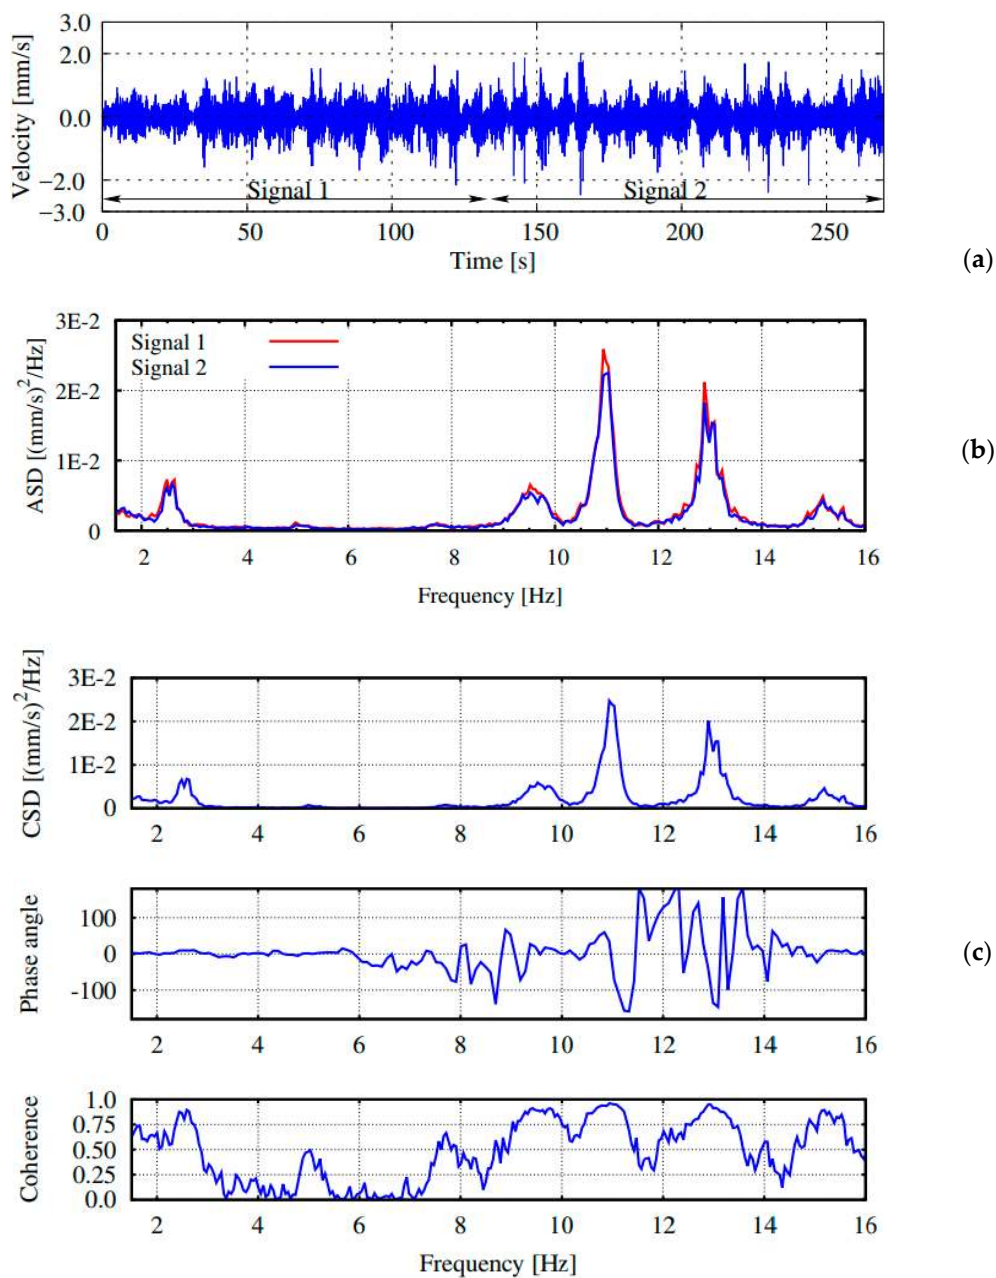 3.0
2.0
0.0
−2.0
−3.0
Velocity [mm/s]
Signal 1
Signal 2
0 50 100 150 200 250
Time [s]
(a)
3E-2
2E-2
1E-2
0
ASD [(mm/s)²/Hz]
Signal 1
Signal 2
2 4 6 8 10 12 14 16
Frequency [Hz]
(b)
3E-2
2E-2
1E-2
0
CSD [(mm/s)²/Hz]
2 4 6 8 10 12 14 16
100
0
-100
Phase angle
2 4 6 8 10 12 14 16
(c)
1.0
0.75
0.50
0.25
0.0
Coherence
2 4 6 8 10 12 14 16
Frequency [Hz]